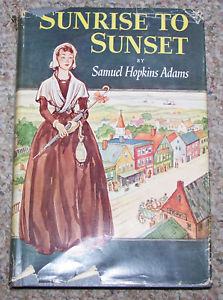 SUNRISE TO
SUNSET
BY
Samuel Hopkins Adams